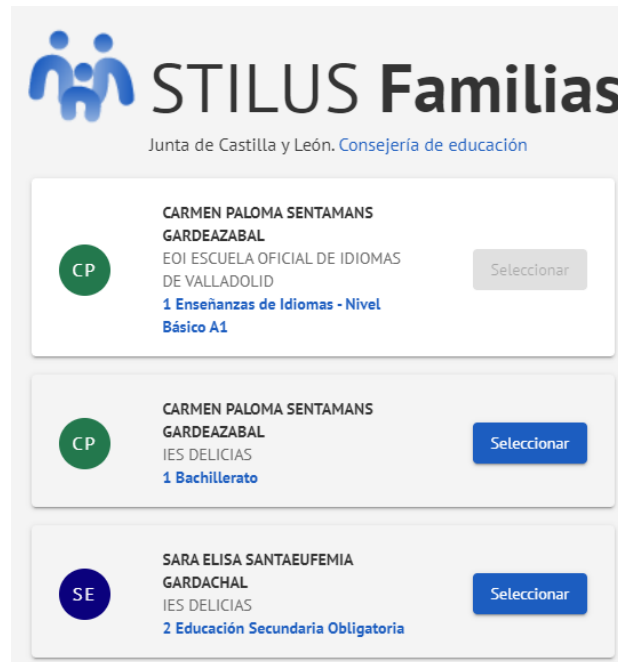 STILUS Familias
Junta de Castilla y León. Consejería de educación
CARMEN PALOMA SENTAMANS
GARDEAZABAL
EOI ESCUELA OFICIAL DE IDIOMAS
DE VALLADOLID
1 Enseñanzas de Idiomas - Nivel
Básico A1
CP
Seleccionar
CARMEN PALOMA SENTAMANS
GARDEAZABAL
IES DELICIAS
1 Bachillerato
CP
Seleccionar
SARA ELISA SANTAEUFEMIA
GARDACHAL
IES DELICIAS
2 Educación Secundaria Obligatoria
SE
Seleccionar